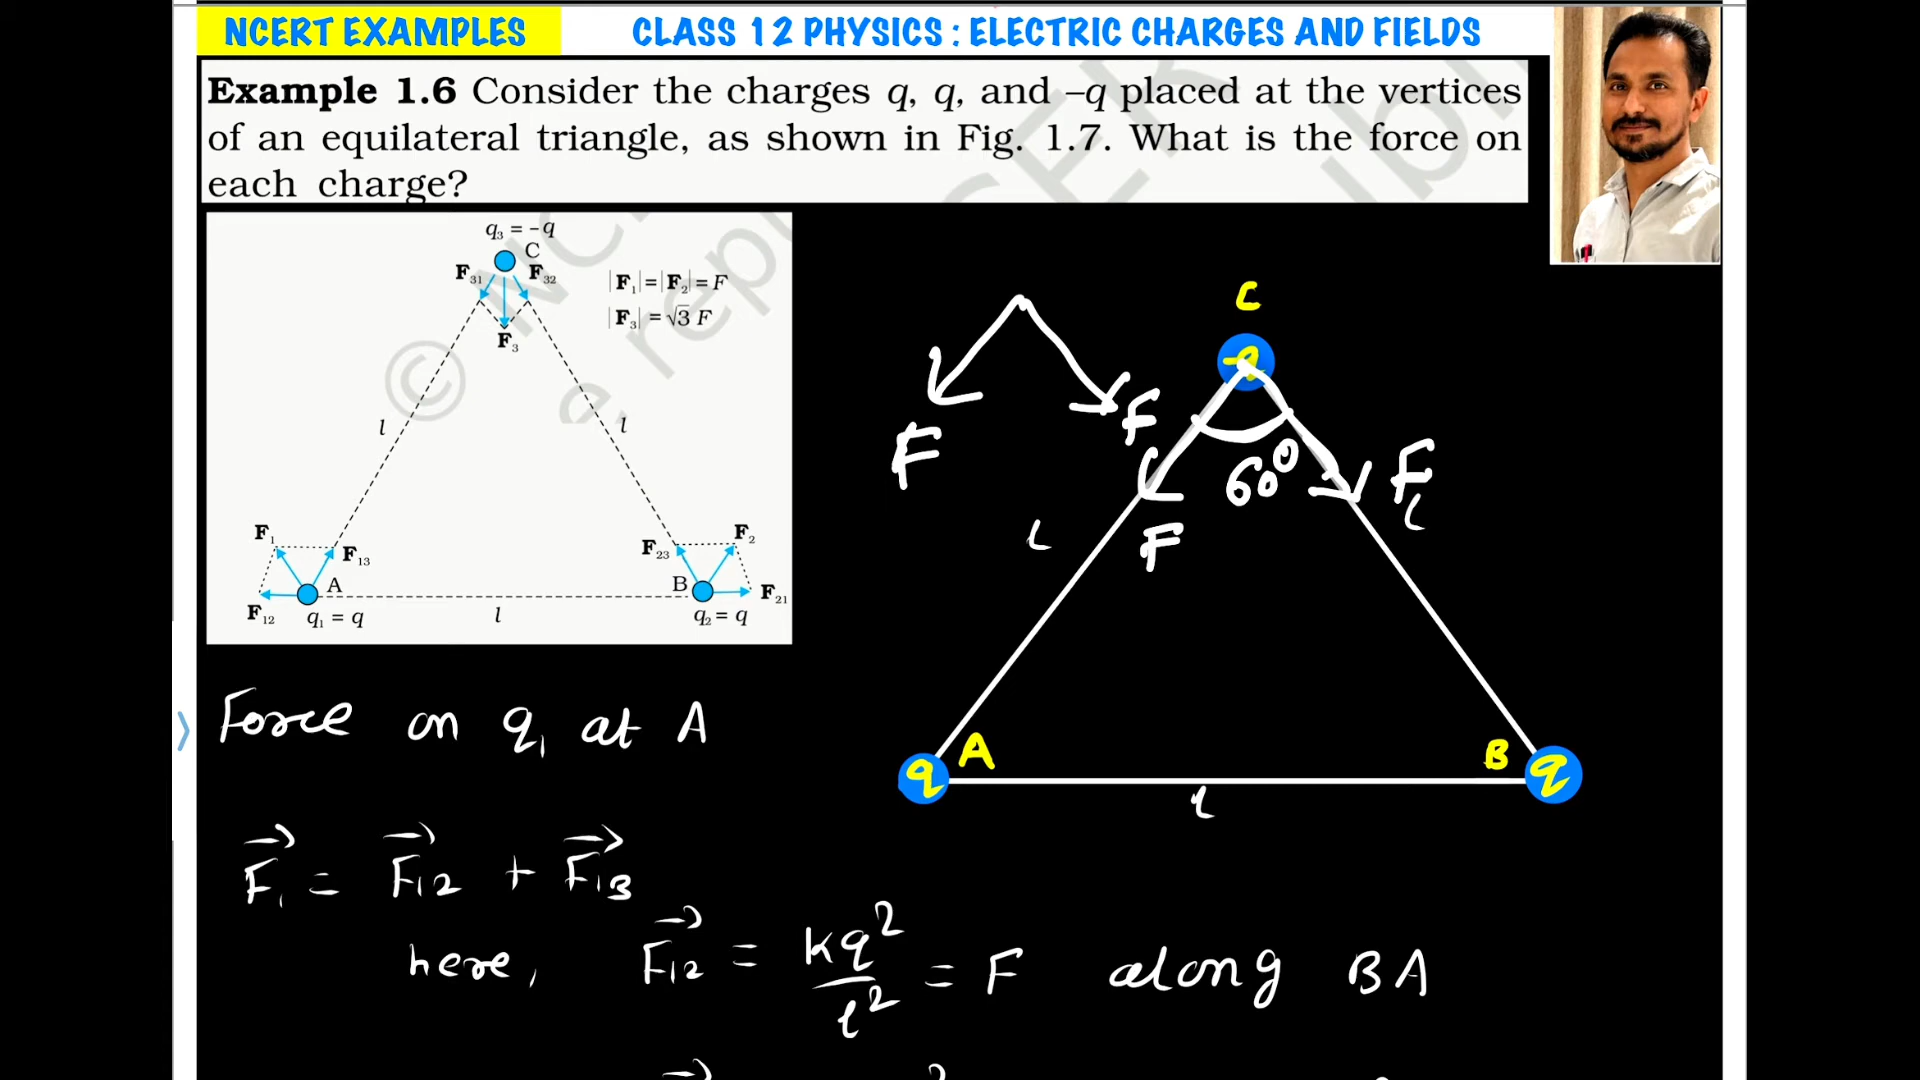 NCERT EXAMPLES
CLASS 12 PHYSICS : ELECTRIC CHARGES AND FIELDS
Example 1.6 Consider the charges q, q, and –q placed at the vertices
of an equilateral triangle, as shown in Fig. 1.7. What is the force on
each charge?
q₃ = –q
C
F₃₁
F₃₂
|F₁|=|F₂|= F
|F₃| = √3 F
F₃
l
l
F₁
F₁₃
F₂₃
F₂
A
B
F₁₂
q₁ = q
l
q₂ = q
F₂₁
© NC
e repu
C
-q
F
F
60⁰
F
F
l
l
A
B
q
q
l
Force on q₁ at A
F₁ = F₁₂ + F₁₃
here, F₁₂ = kq²/l² = F along BA